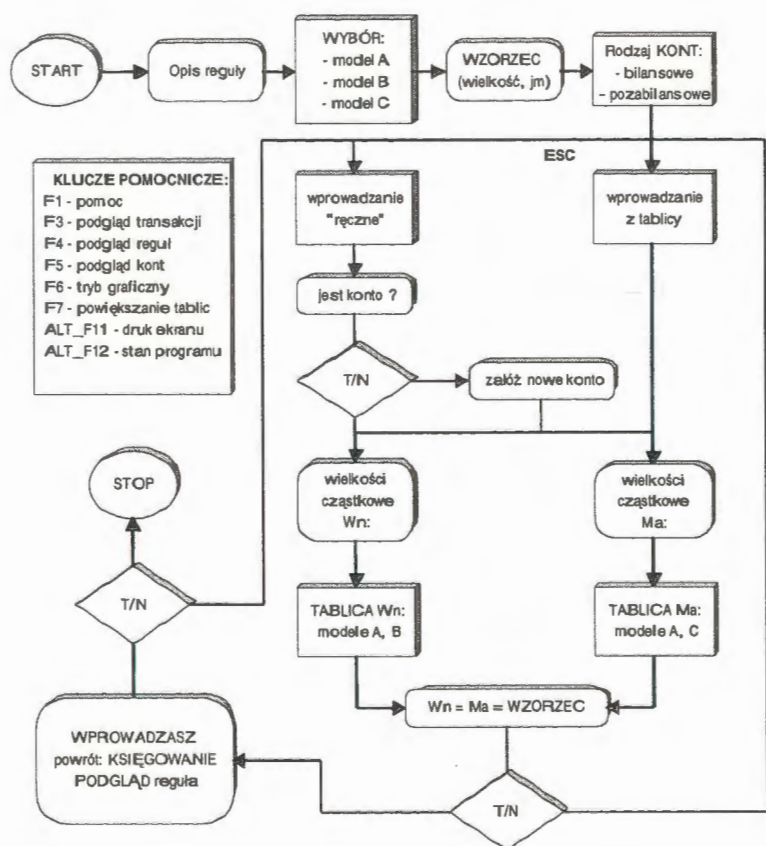 START
Opis reguły
WYBÓR:
- model A
- model B
- model C
WZORZEC
(wielkość, jm)
Rodzaj KONT:
- bilansowe
- pozabilansowe
ESC
KLUCZE POMOCNICZE:
F1 - pomoc
F3 - podgląd transakcji
F4 - podgląd reguł
F5 - podgląd kont
F6 - tryb graficzny
F7 - powiększanie tablic
ALT_F11 - druk ekranu
ALT_F12 - stan programu
wprowadzanie
"ręczne"
wprowadzanie
z tablicy
jest konto ?
T/N
załóż nowe konto
STOP
wielkości
cząstkowe
Wn:
wielkości
cząstkowe
Ma:
T/N
TABLICA Wn:
modele A, B
TABLICA Ma:
modele A, C
Wn = Ma = WZORZEC
WPROWADZASZ
powrót: KSIĘGOWANIE
PODGLĄD reguła
T/N